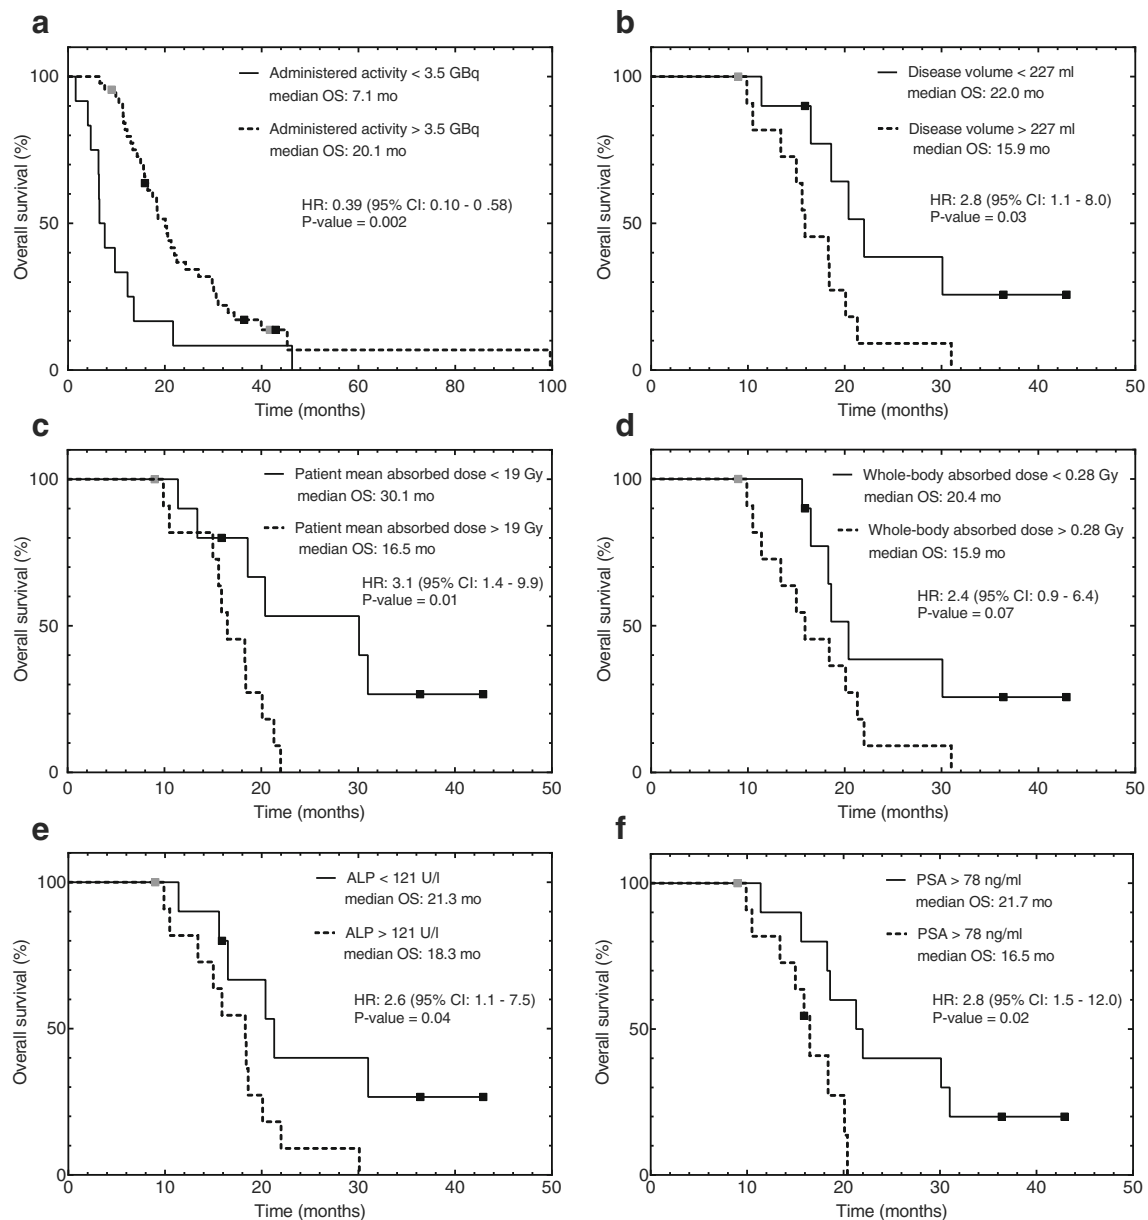 a
Overall survival (%)
100
50
0
Administered activity < 3.5 GBq
median OS: 7.1 mo
Administered activity > 3.5 GBq
median OS: 20.1 mo
HR: 0.39 (95% CI: 0.10 - 0 .58)
P-value = 0.002
0 20 40 60 80 100
Time (months)
b
Overall survival (%)
100
50
0
Disease volume < 227 ml
median OS: 22.0 mo
Disease volume > 227 ml
median OS: 15.9 mo
HR: 2.8 (95% CI: 1.1 - 8.0)
P-value = 0.03
0 10 20 30 40 50
Time (months)
c
Overall survival (%)
100
50
0
Patient mean absorbed dose < 19 Gy
median OS: 30.1 mo
Patient mean absorbed dose > 19 Gy
median OS: 16.5 mo
HR: 3.1 (95% CI: 1.4 - 9.9)
P-value = 0.01
0 10 20 30 40 50
Time (months)
d
Overall survival (%)
100
50
0
Whole-body absorbed dose < 0.28 Gy
median OS: 20.4 mo
Whole-body absorbed dose > 0.28 Gy
median OS: 15.9 mo
HR: 2.4 (95% CI: 0.9 - 6.4)
P-value = 0.07
0 10 20 30 40 50
Time (months)
e
Overall survival (%)
100
50
0
ALP < 121 U/l
median OS: 21.3 mo
ALP > 121 U/l
median OS: 18.3 mo
HR: 2.6 (95% CI: 1.1 - 7.5)
P-value = 0.04
0 10 20 30 40 50
Time (months)
f
Overall survival (%)
100
50
0
PSA > 78 ng/ml
median OS: 21.7 mo
PSA > 78 ng/ml
median OS: 16.5 mo
HR: 2.8 (95% CI: 1.5 - 12.0)
P-value = 0.02
0 10 20 30 40 50
Time (months)